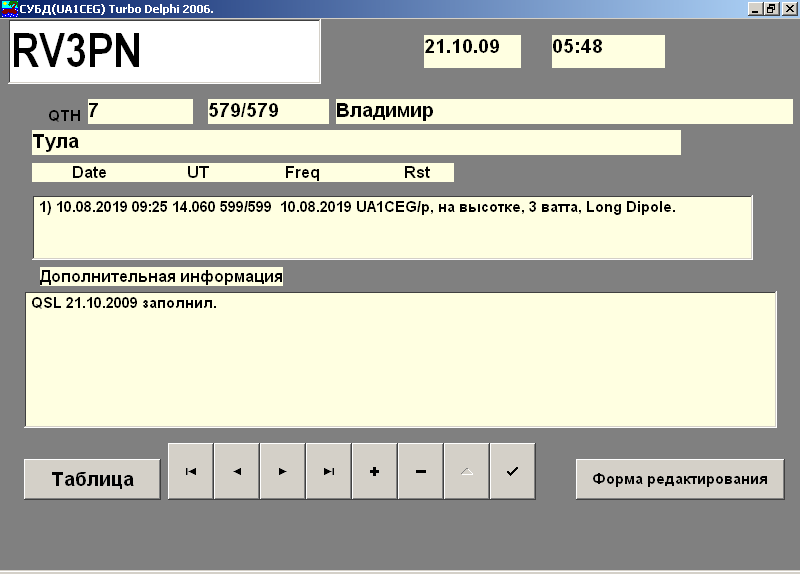 СУБД(UA1CEG) Turbo Delphi 2006.
RV3PN
21.10.09 05:48
QTH 7 579/579 Владимир
Тула
Date UT Freq Rst
1) 10.08.2019 09:25 14.060 599/599 10.08.2019 UA1CEG/p, на высотке, 3 ватта, Long Dipole.
Дополнительная информация
QSL 21.10.2009 заполнил.
Таблица
Форма редактирования